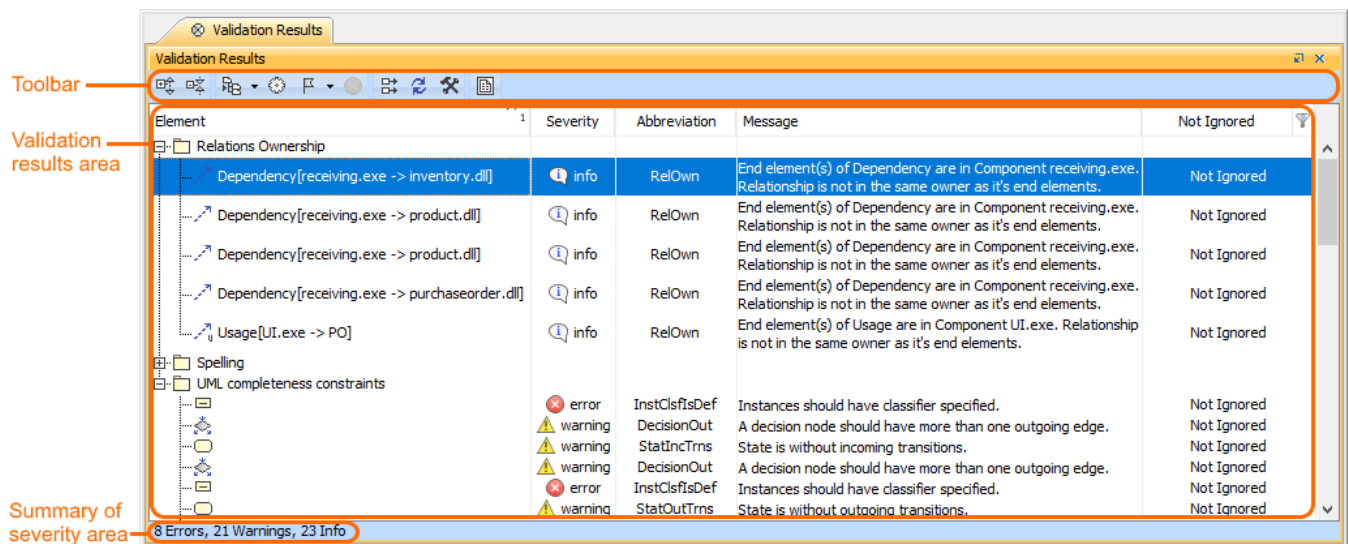 Validation Results
Validation Results
Toolbar
Element 1 Severity Abbreviation Message Not Ignored
Validation
results area
Relations Ownership
Dependency[receiving.exe -> inventory.dll] info RelOwn End element(s) of Dependency are in Component receiving.exe. Not Ignored
Relationship is not in the same owner as it's end elements.
Dependency[receiving.exe -> product.dll] info RelOwn End element(s) of Dependency are in Component receiving.exe. Not Ignored
Relationship is not in the same owner as it's end elements.
Dependency[receiving.exe -> product.dll] info RelOwn End element(s) of Dependency are in Component receiving.exe. Not Ignored
Relationship is not in the same owner as it's end elements.
Dependency[receiving.exe -> purchaseorder.dll] info RelOwn End element(s) of Dependency are in Component receiving.exe. Not Ignored
Relationship is not in the same owner as it's end elements.
Usage[UI.exe -> PO] info RelOwn End element(s) of Usage are in Component UI.exe. Relationship Not Ignored
is not in the same owner as it's end elements.
Spelling
UML completeness constraints
error InstClsfIsDef Instances should have classifier specified. Not Ignored
warning DecisionOut A decision node should have more than one outgoing edge. Not Ignored
warning StatIncTrns State is without incoming transitions. Not Ignored
warning DecisionOut A decision node should have more than one outgoing edge. Not Ignored
error InstClsfIsDef Instances should have classifier specified. Not Ignored
warning StatOutTrns State is without outgoing transitions. Not Ignored
Summary of
severity area
8 Errors, 21 Warnings, 23 Info